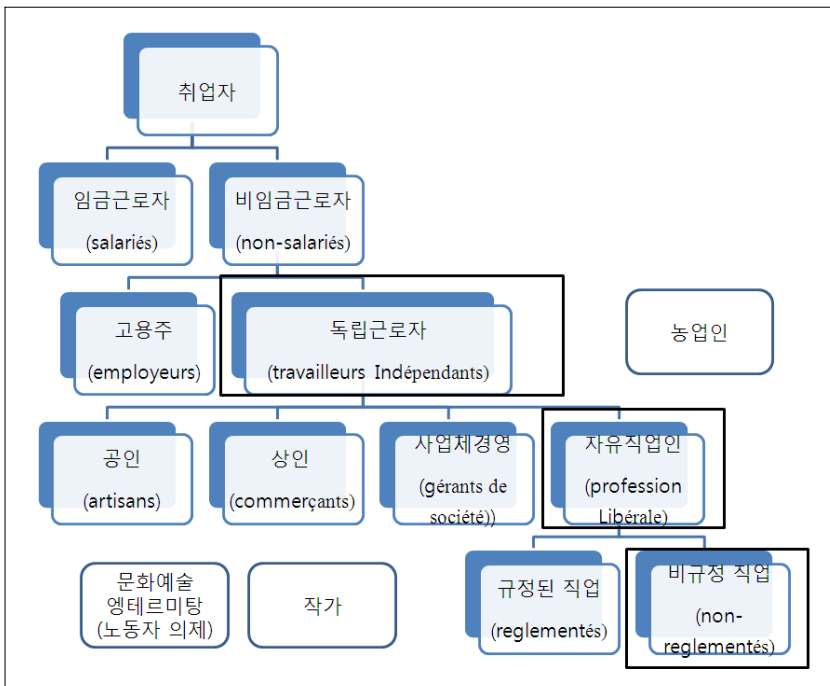 취업자
임금근로자
(salariés)
비임금근로자
(non-salariés)
고용주
(employeurs)
독립근로자
(travailleurs Indépendants)
농업인
공인
(artisans)
상인
(commerçants)
사업체경영
(gérants de
société))
자유직업인
(profession
Libérale)
문화예술
엥테르미탕
(노동자 의제)
작가
규정된 직업
(reglementés)
비규정 직업
(non-
reglementés)